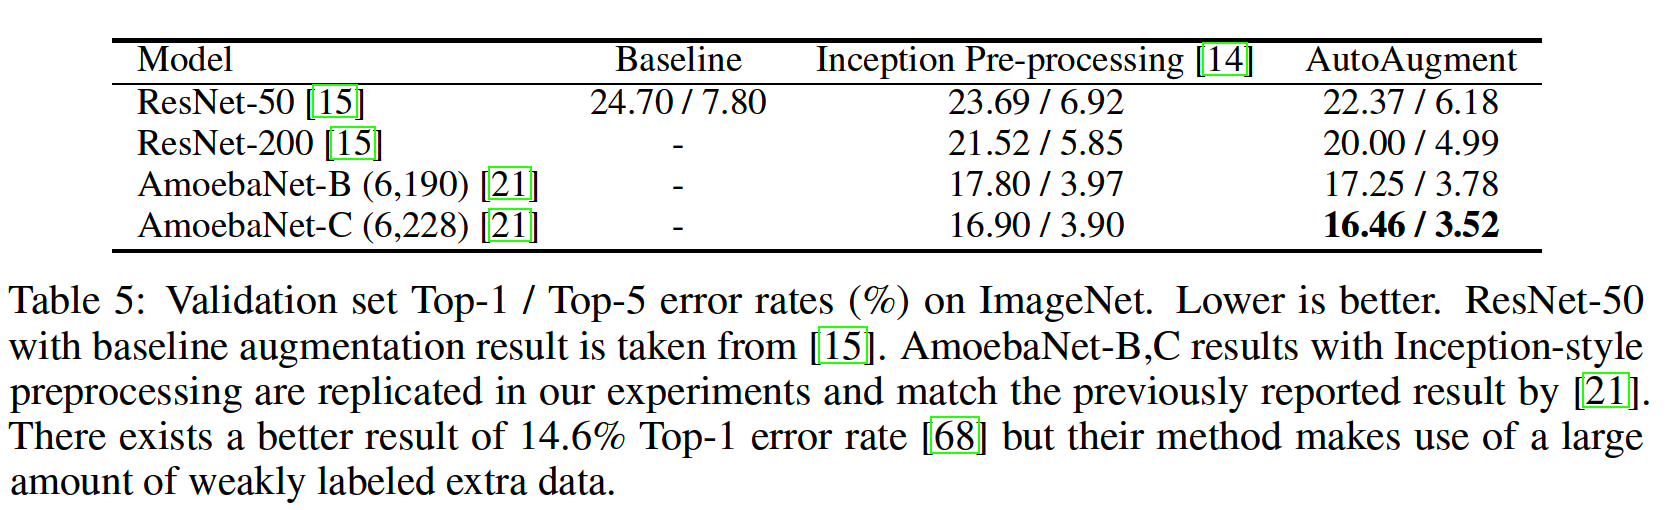 Model Baseline Inception Pre-processing [14] AutoAugment
ResNet-50 [15] 24.70 / 7.80 23.69 / 6.92 22.37 / 6.18
ResNet-200 [15] - 21.52 / 5.85 20.00 / 4.99
AmoebaNet-B (6,190) [21] - 17.80 / 3.97 17.25 / 3.78
AmoebaNet-C (6,228) [21] - 16.90 / 3.90 16.46 / 3.52
Table 5: Validation set Top-1 / Top-5 error rates (%) on ImageNet. Lower is better. ResNet-50
with baseline augmentation result is taken from [15]. AmoebaNet-B,C results with Inception-style
preprocessing are replicated in our experiments and match the previously reported result by [21].
There exists a better result of 14.6% Top-1 error rate [68] but their method makes use of a large
amount of weakly labeled extra data.